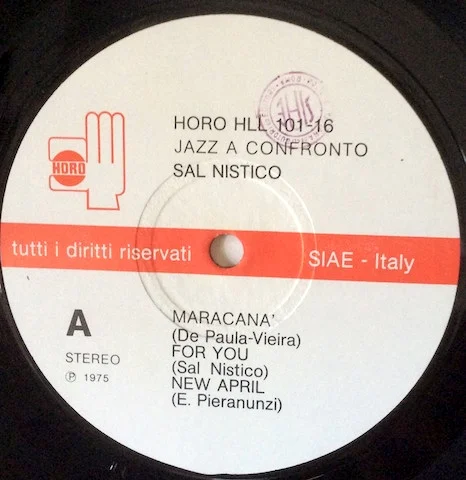 HORO HLL 101-16
JAZZ A CONFRONTO
SAL NISTICO
HORO
tutti i diritti riservati
SIAE - Italy
A
STEREO
℗ 1975
MARACANA'
(De Paula-Vieira)
FOR YOU
(Sal Nistico)
NEW APRIL
(E. Pieranunzi)